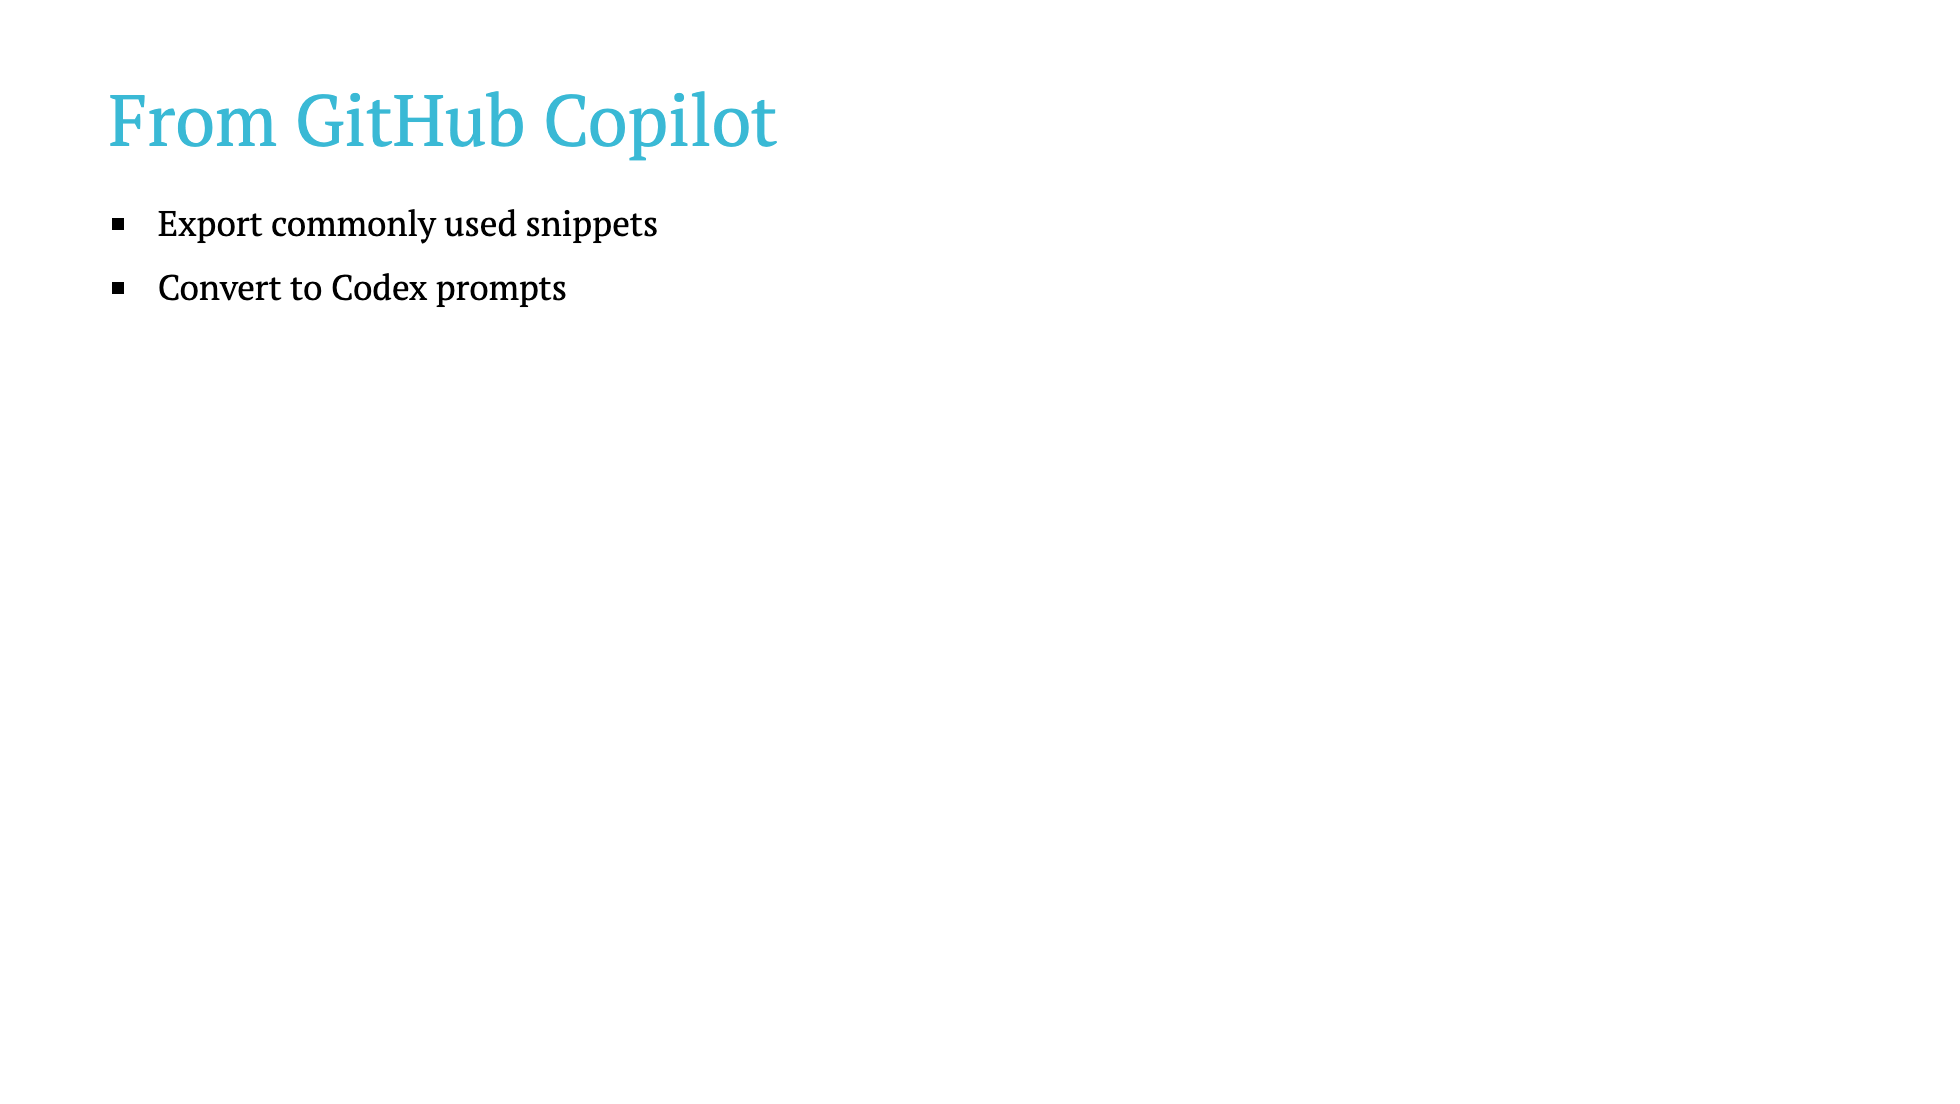 From GitHub Copilot
▪ Export commonly used snippets
▪ Convert to Codex prompts